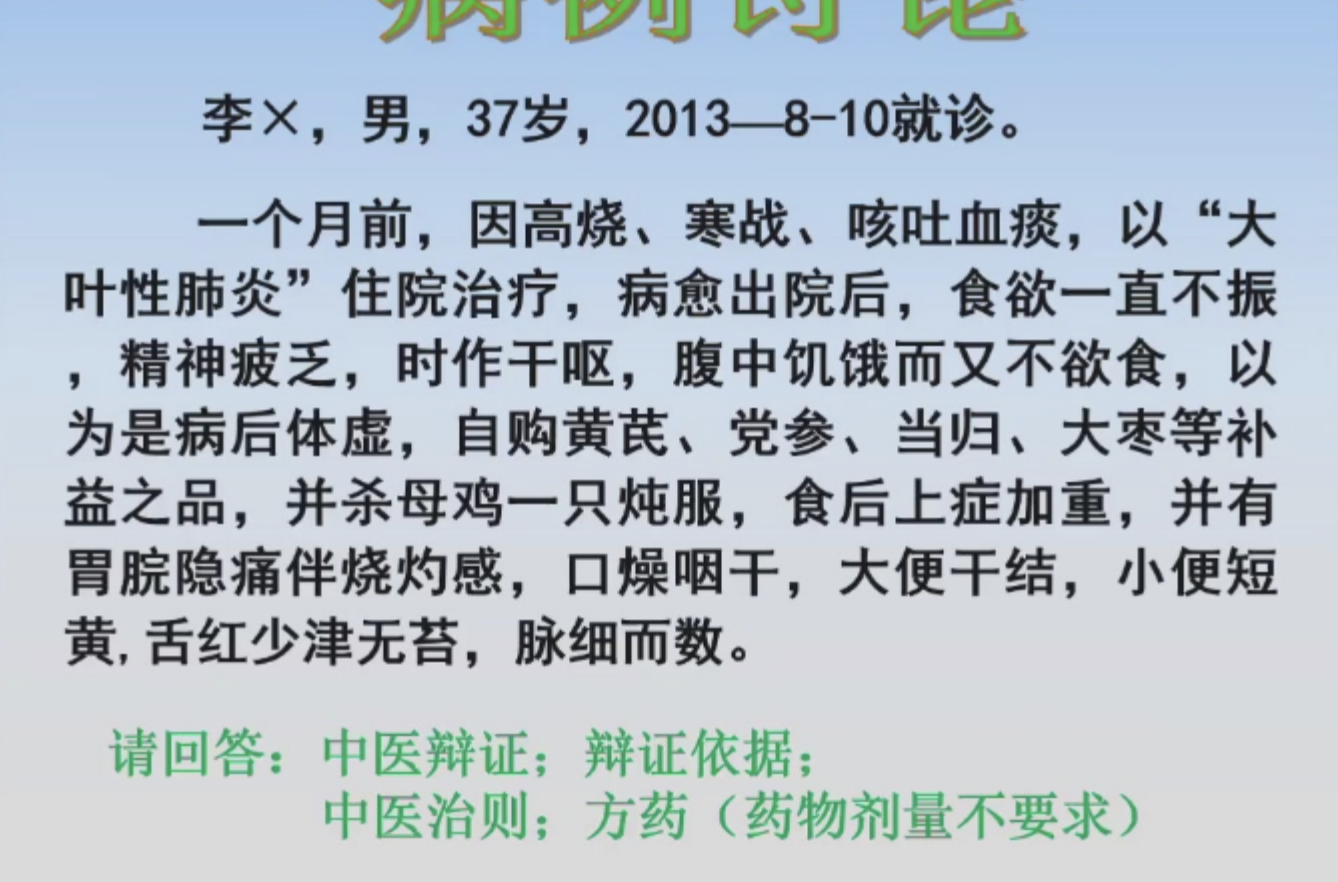 病例讨论
李×，男，37岁，2013—8-10就诊。
一个月前，因高烧、寒战、咳吐血痰，以“大
叶性肺炎”住院治疗，病愈出院后，食欲一直不振
，精神疲乏，时作干呕，腹中饥饿而又不欲食，以
为是病后体虚，自购黄芪、党参、当归、大枣等补
益之品，并杀母鸡一只炖服，食后上症加重，并有
胃脘隐痛伴烧灼感，口燥咽干，大便干结，小便短
黄,舌红少津无苔，脉细而数。
请回答：中医辩证；辩证依据；
中医治则；方药（药物剂量不要求）